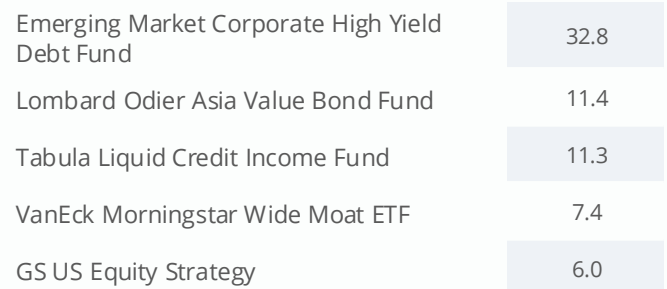 Emerging Market Corporate High Yield
Debt Fund
32.8
Lombard Odier Asia Value Bond Fund 11.4
Tabula Liquid Credit Income Fund 11.3
VanEck Morningstar Wide Moat ETF 7.4
GS US Equity Strategy 6.0